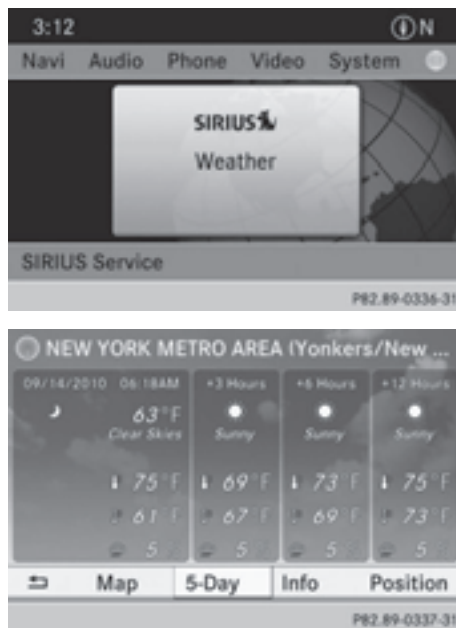 3:12 N
Navi Audio Phone Video System
SIRIUS
Weather
SIRIUS Service
P82.89-0336-31
NEW YORK METRO AREA (Yonkers/New ...
09/14/2010 06:18AM +3 Hours +6 Hours +12 Hours
63°F
Clear Skies Sunny Sunny Sunny
75°F 69°F 73°F 75°F
61°F 67°F 69°F 73°F
5% 5% 5% 5%
Map 5-Day Info Position
P82.89-0337-31